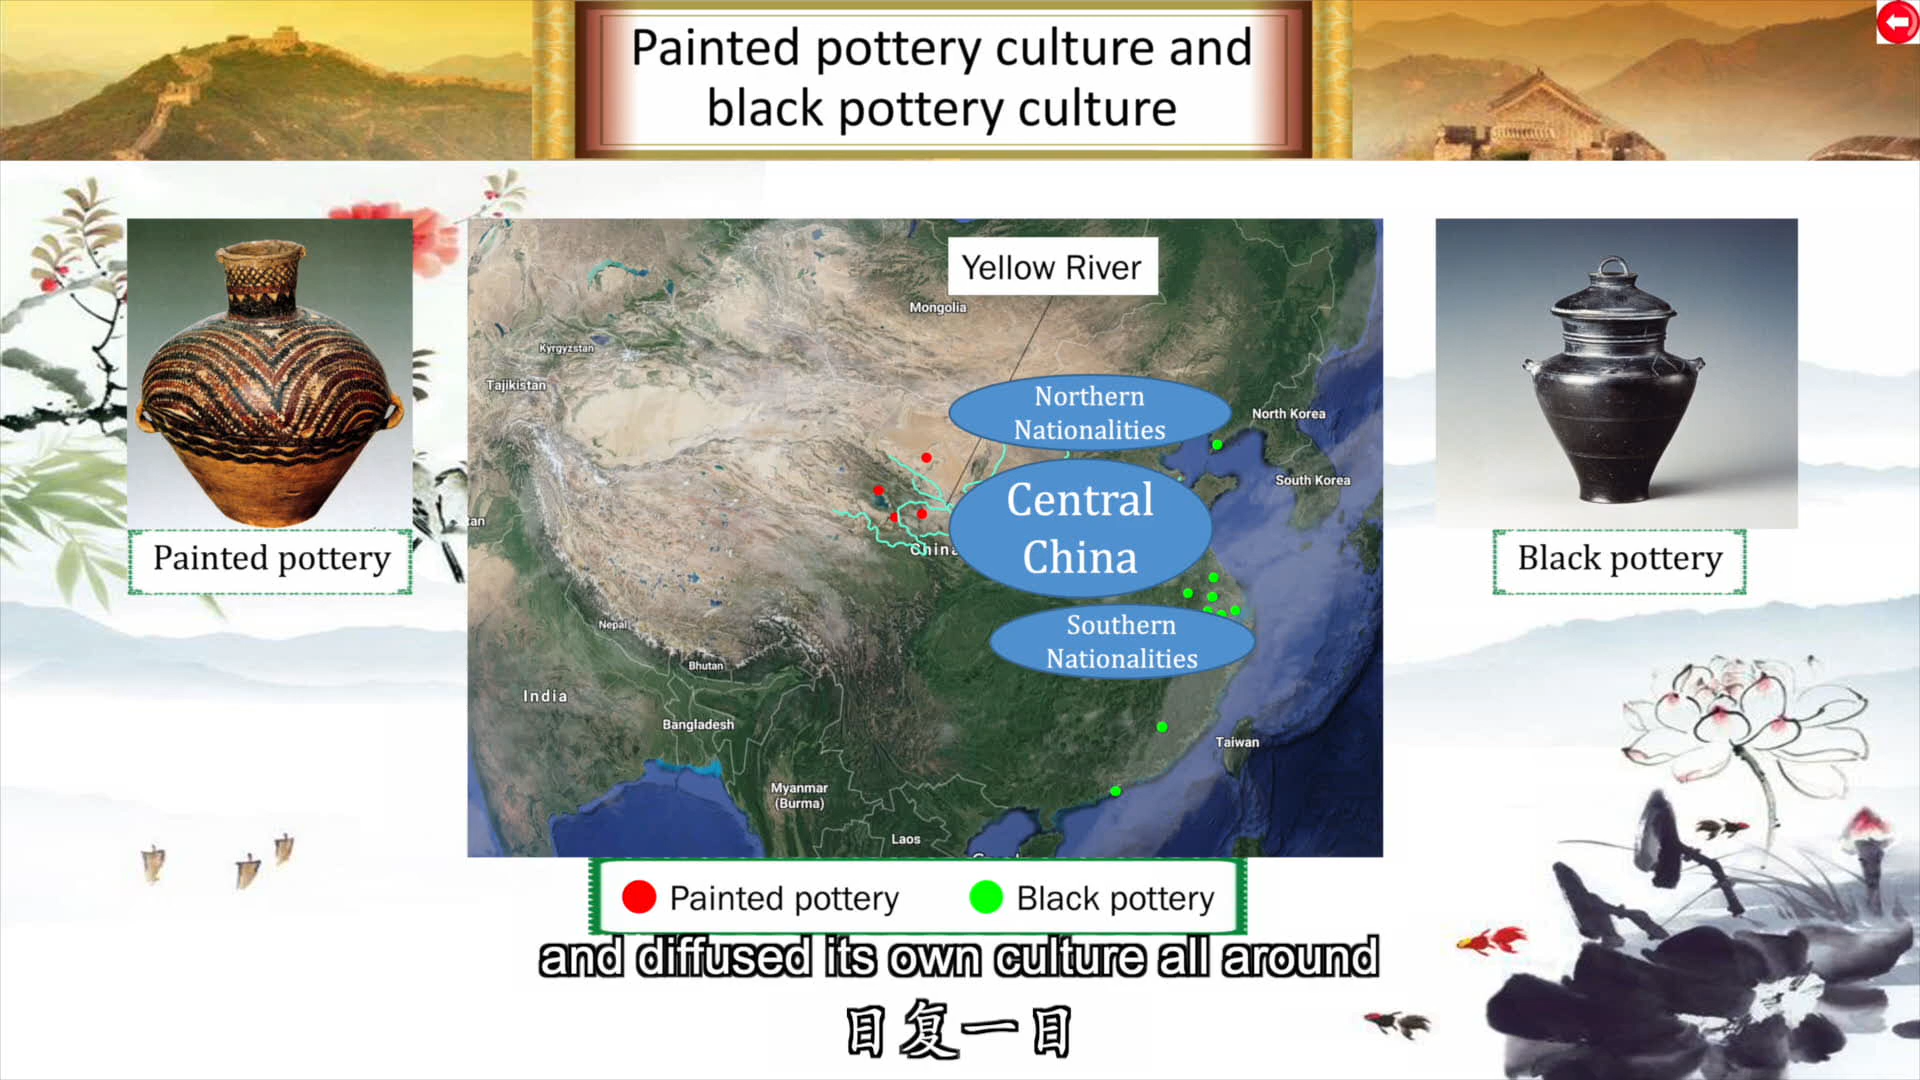 Painted pottery culture and
black pottery culture
Yellow River
Mongolia
Kyrgyzstan
Tajikistan
Northern
Nationalities
North Korea
South Korea
Central
China
China
Painted pottery
Black pottery
Southern
Nationalities
Nepal
Bhutan
India
Bangladesh
Taiwan
Myanmar
(Burma)
Laos
Painted pottery
Black pottery
and diffused its own culture all around
日复一日